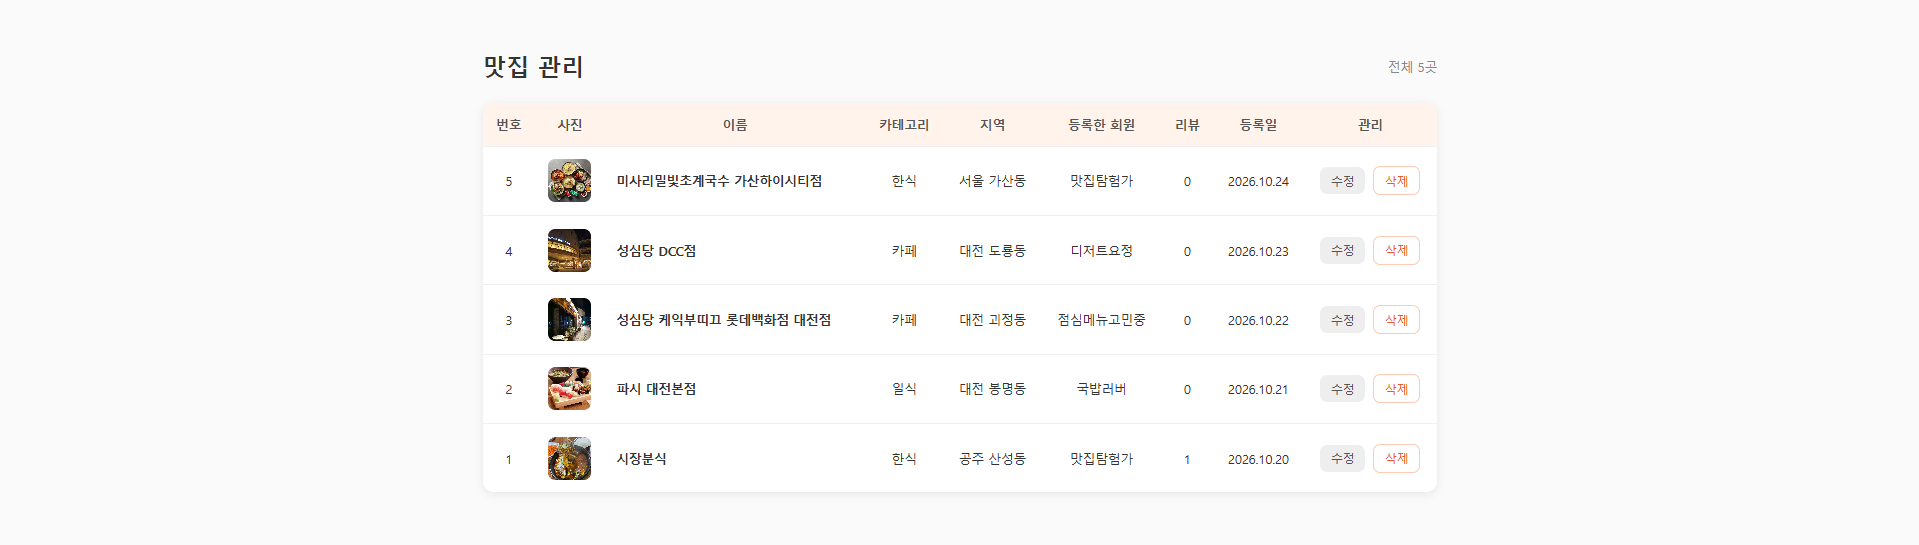 맛집 관리
전체 5곳
번호 사진 이름 카테고리 지역 등록한 회원 리뷰 등록일 관리
5 미사리밀빛초계국수 가산하이시티점 한식 서울 가산동 맛집탐험가 0 2026.10.24 수정 삭제
4 성심당 DCC점 카페 대전 도룡동 디저트요정 0 2026.10.23 수정 삭제
3 성심당 케익부띠끄 롯데백화점 대전점 카페 대전 괴정동 점심메뉴고민중 0 2026.10.22 수정 삭제
2 파시 대전본점 일식 대전 봉명동 국밥러버 0 2026.10.21 수정 삭제
1 시장분식 한식 공주 산성동 맛집탐험가 1 2026.10.20 수정 삭제